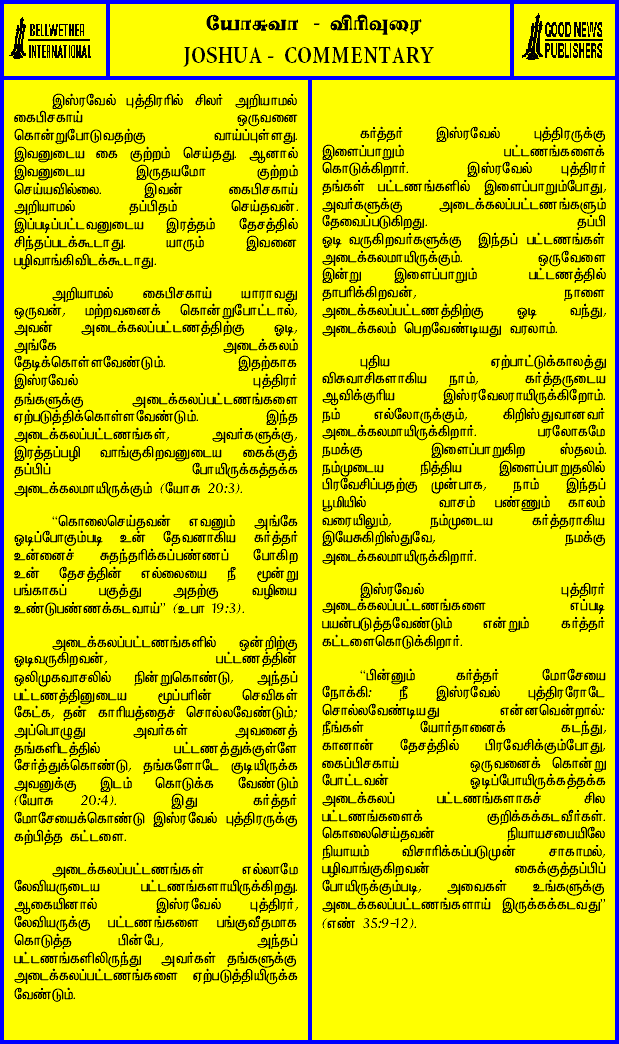 BELLWETHER
INTERNATIONAL
யோசுவா - விரிவுரை
JOSHUA - COMMENTARY
GOOD NEWS
PUBLISHERS
இஸ்ரவேல் புத்திரரில் சிலர் அறியாமல்
கைபிசகாய் ஒருவனை
கொன்றுபோடுவதற்கு வாய்ப்புள்ளது.
இவனுடைய கை குற்றம் செய்தது. ஆனால்
இவனுடைய இருதயமோ குற்றம்
செய்யவில்லை. இவன் கைபிசகாய்
அறியாமல் தப்பிதம் செய்தவன்.
இப்படிப்பட்டவனுடைய இரத்தம் தேசத்தில்
சிந்தப்படக்கூடாது. யாரும் இவனை
பழிவாங்கிவிடக்கூடாது.
அறியாமல் கைபிசகாய் யாராவது
ஒருவன், மற்றவனைக் கொன்றுபோட்டால்,
அவன் அடைக்கலப்பட்டணத்திற்கு ஓடி,
அங்கே அடைக்கலம்
தேடிக்கொள்ளவேண்டும். இதற்காக
இஸ்ரவேல் புத்திரர்
தங்களுக்கு அடைக்கலப்பட்டணங்களை
ஏற்படுத்திக்கொள்ளவேண்டும். இந்த
அடைக்கலப்பட்டணங்கள், அவர்களுக்கு,
இரத்தப்பழி வாங்குகிறவனுடைய கைக்குத்
தப்பிப் போயிருக்கத்தக்க
அடைக்கலமாயிருக்கும் (யோசு 20:3).
“கொலைசெய்தவன் எவனும் அங்கே
ஓடிப்போகும்படி உன் தேவனாகிய கர்த்தர்
உன்னைச் சுதந்தரிக்கப்பண்ணப் போகிற
உன் தேசத்தின் எல்லையை நீ மூன்று
பங்காகப் பகுத்து அதற்கு வழியை
உண்டுபண்ணக்கடவாய்” (உபா 19:3).
அடைக்கலப்பட்டணங்களில் ஒன்றிற்கு
ஓடிவருகிறவன், பட்டணத்தின்
ஒலிமுகவாசலில் நின்றுகொண்டு, அந்தப்
பட்டணத்தினுடைய மூப்பரின் செவிகள்
கேட்க, தன் காரியத்தைச் சொல்லவேண்டும்;
அப்பொழுது அவர்கள் அவனைத்
தங்களிடத்தில் பட்டணத்துக்குள்ளே
சேர்த்துக்கொண்டு, தங்களோடே குடியிருக்க
அவனுக்கு இடம் கொடுக்க வேண்டும்
(யோசு 20:4). இது கர்த்தர்
மோசேயைக்கொண்டு இஸ்ரவேல் புத்திரருக்கு
கற்பித்த கட்டளை.
அடைக்கலப்பட்டணங்கள் எல்லாமே
லேவியருடைய பட்டணங்களாயிருக்கிறது.
ஆகையினால் இஸ்ரவேல் புத்திரர்,
லேவியருக்கு பட்டணங்களை பங்குவீதமாக
கொடுத்த பின்பே, அந்தப்
பட்டணங்களிலிருந்து அவர்கள் தங்களுக்கு
அடைக்கலப்பட்டணங்களை ஏற்படுத்தியிருக்க
வேண்டும்.
கர்த்தர் இஸ்ரவேல் புத்திரருக்கு
இளைப்பாறும் பட்டணங்களைக்
கொடுக்கிறார். இஸ்ரவேல் புத்திரர்
தங்கள் பட்டணங்களில் இளைப்பாறும்போது,
அவர்களுக்கு அடைக்கலப்பட்டணங்களும்
தேவைப்படுகிறது. தப்பி
ஓடி வருகிறவர்களுக்கு இந்தப் பட்டணங்கள்
அடைக்கலமாயிருக்கும். ஒருவேளை
இன்று இளைப்பாறும் பட்டணத்தில்
தாபரிக்கிறவன், நாளை
அடைக்கலப்பட்டணத்திற்கு ஓடி வந்து,
அடைக்கலம் பெறவேண்டியது வரலாம்.
புதிய ஏற்பாட்டுக்காலத்து
விசுவாசிகளாகிய நாம், கர்த்தருடைய
ஆவிக்குரிய இஸ்ரவேலராயிருக்கிறோம்.
நம் எல்லோருக்கும், கிறிஸ்துவானவர்
அடைக்கலமாயிருக்கிறார். பரலோகமே
நமக்கு இளைப்பாறுகிற ஸ்தலம்.
நம்முடைய நித்திய இளைப்பாறுதலில்
பிரவேசிப்பதற்கு முன்பாக, நாம் இந்தப்
பூமியில் வாசம் பண்ணும் காலம்
வரையிலும், நம்முடைய கர்த்தராகிய
இயேசுகிறிஸ்துவே, நமக்கு
அடைக்கலமாயிருக்கிறார்.
இஸ்ரவேல் புத்திரர்
அடைக்கலப்பட்டணங்களை எப்படி
பயன்படுத்தவேண்டும் என்றும் கர்த்தர்
கட்டளைகொடுக்கிறார்.
“பின்னும் கர்த்தர் மோசேயை
நோக்கி: நீ இஸ்ரவேல் புத்திரரோடே
சொல்லவேண்டியது என்னவென்றால்:
நீங்கள் யோர்தானைக் கடந்து,
கானான் தேசத்தில் பிரவேசிக்கும்போது,
கைப்பிசகாய் ஒருவனைக் கொன்று
போட்டவன் ஓடிப்போயிருக்கத்தக்க
அடைக்கலப் பட்டணங்களாகச் சில
பட்டணங்களைக் குறிக்கக்கடவீர்கள்.
கொலைசெய்தவன் நியாயசபையிலே
நியாயம் விசாரிக்கப்படுமுன் சாகாமல்,
பழிவாங்குகிறவன் கைக்குத்தப்பிப்
போயிருக்கும்படி, அவைகள் உங்களுக்கு
அடைக்கலப்பட்டணங்களாய் இருக்கக்கடவது”
(எண் 35:9-12).